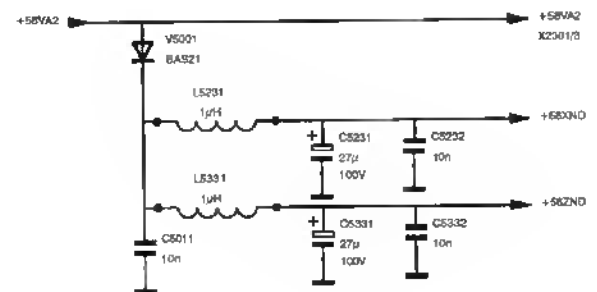 +58VA2
+58VA2
X2301/3
V5001
BAS21
L5231
1µH
+58XND
C5231
27µ
100V
C5232
10n
L5331
1µH
+58ZND
C5331
27µ
100V
C5332
10n
C5011
10n